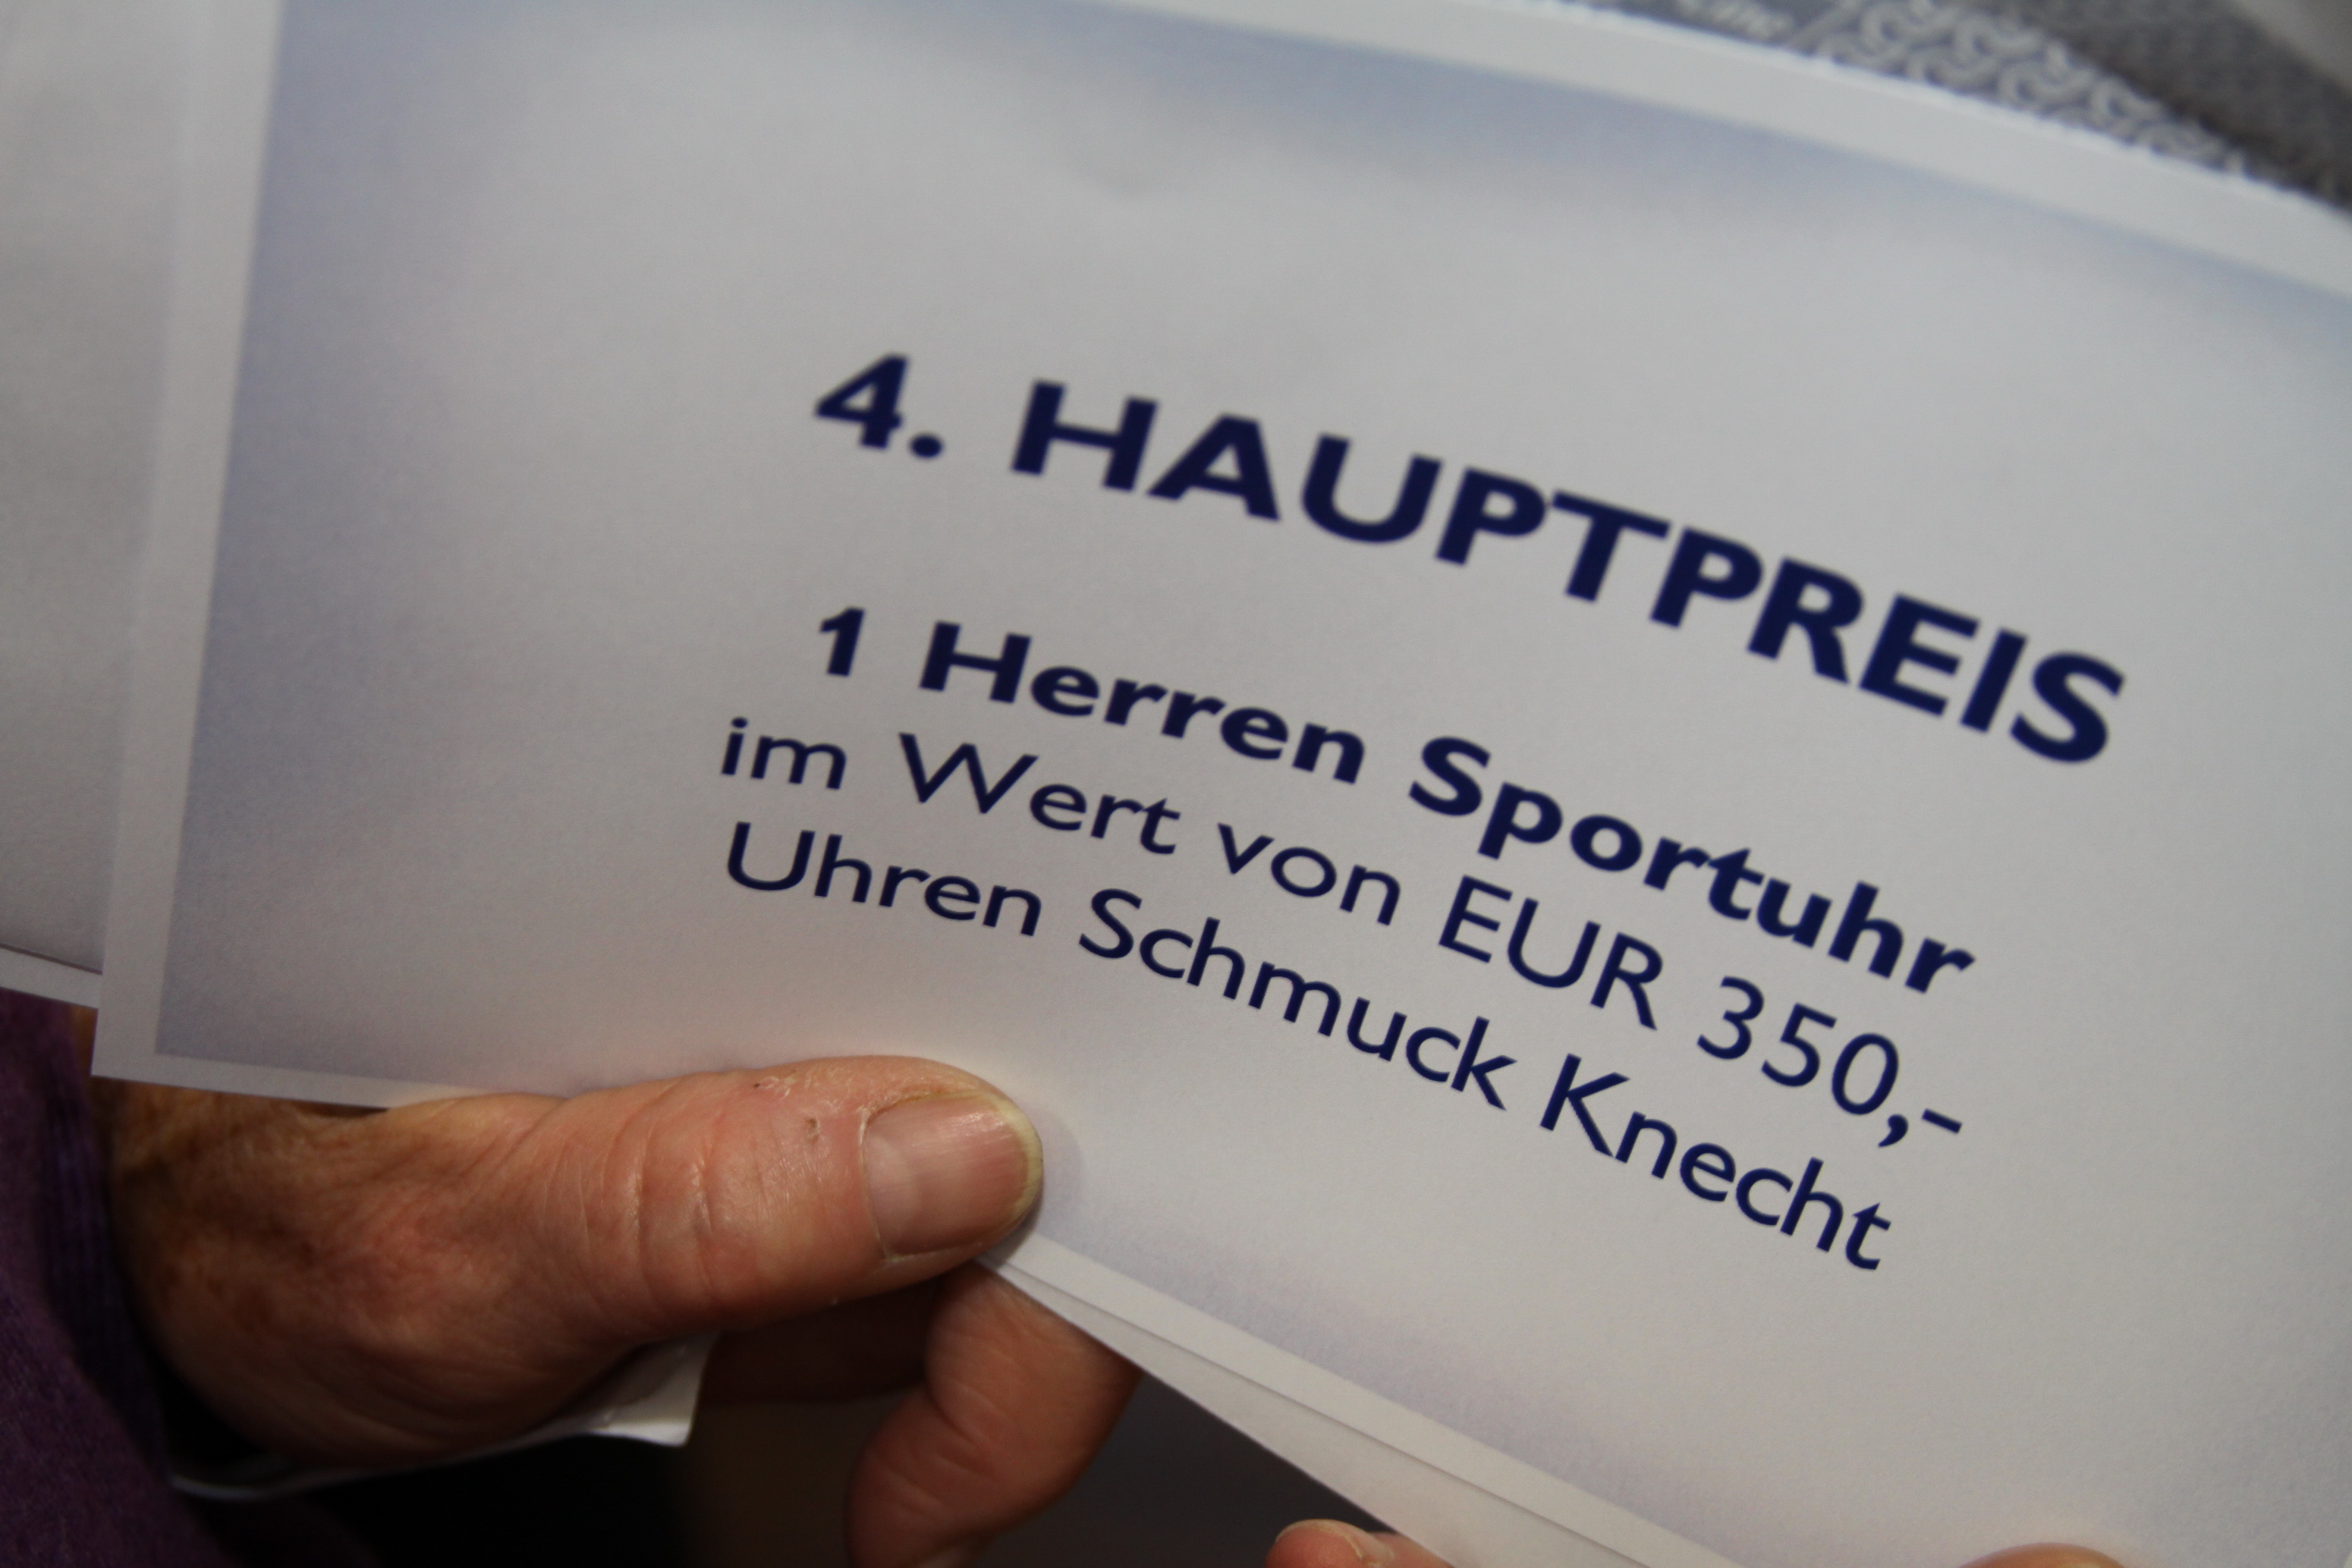 4. HAUPTPREIS
1 Herren Sportuhr
im Wert von EUR 350,-
Uhren Schmuck Knecht